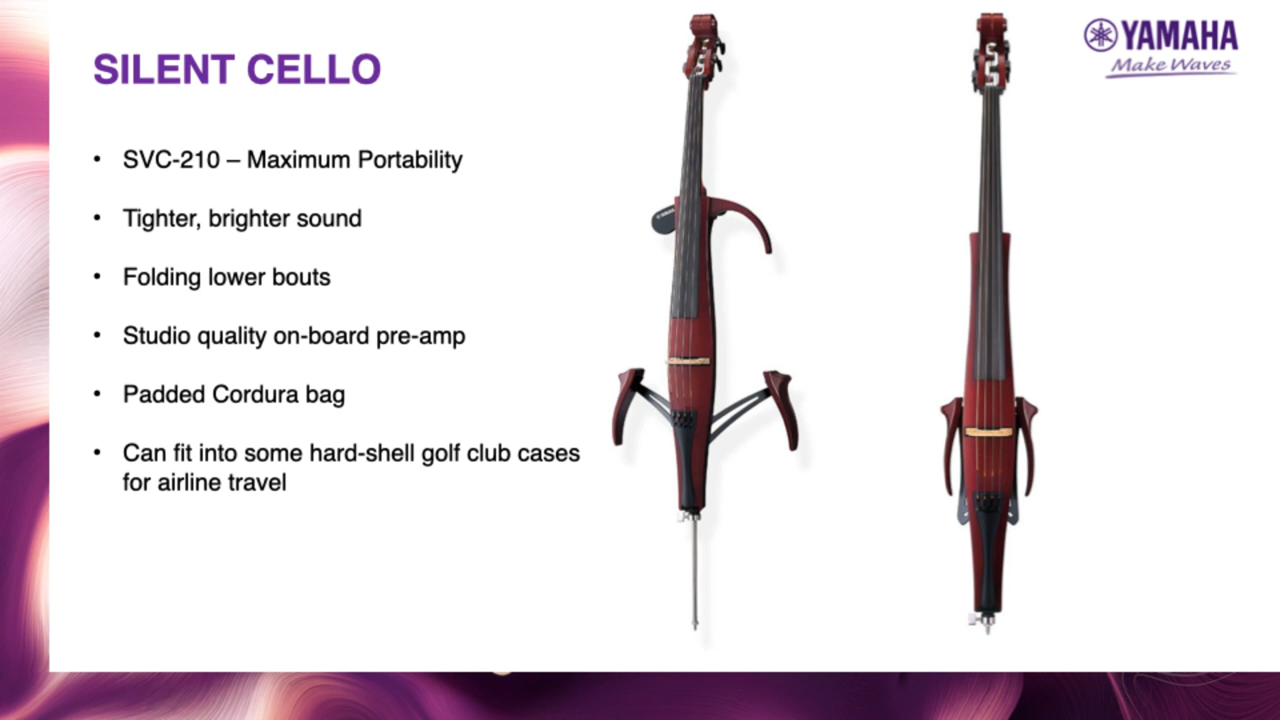 SILENT CELLO
YAMAHA
Make Waves
• SVC-210 – Maximum Portability
• Tighter, brighter sound
• Folding lower bouts
• Studio quality on-board pre-amp
• Padded Cordura bag
• Can fit into some hard-shell golf club cases
for airline travel
YAMAHA